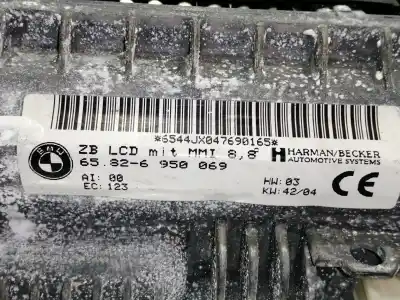 *6544JX047690165*
BMW
ZB LCD mit MMI 8,8"
HARMAN/BECKER
AUTOMOTIVE SYSTEMS
65.82-6 950 069
AI: 00
EC: 123
HW: 03
KW: 42/04
CE